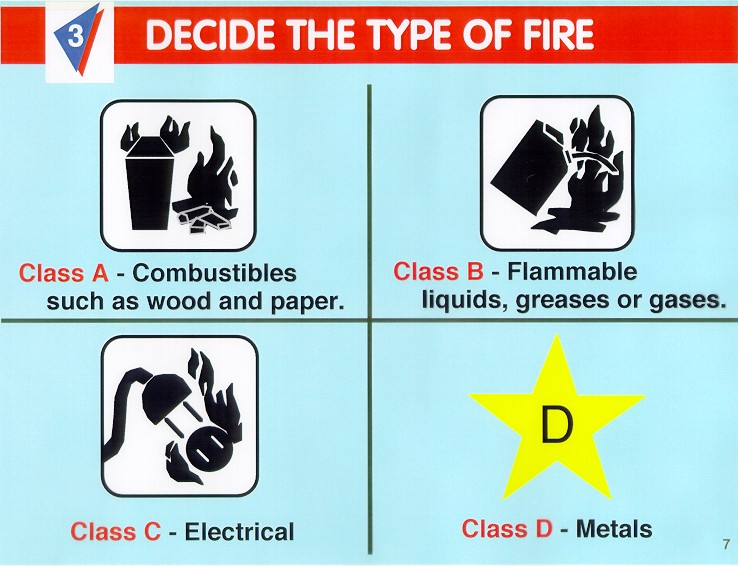 3
DECIDE THE TYPE OF FIRE
Class A - Combustibles
such as wood and paper.
Class B - Flammable
liquids, greases or gases.
Class C - Electrical
D
Class D - Metals
7